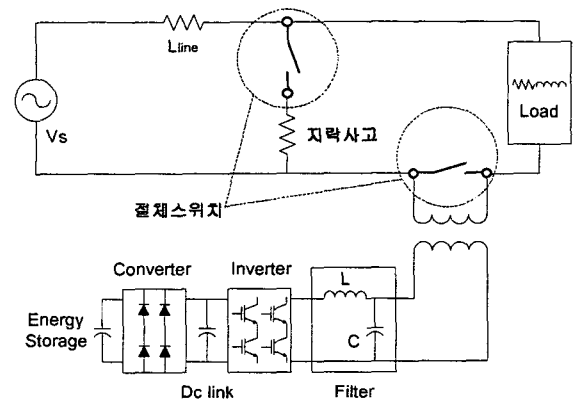 Lline
Vs
지락사고
Load
절체스위치
Converter
Inverter
L
Energy
Storage
C
Dc link
Filter